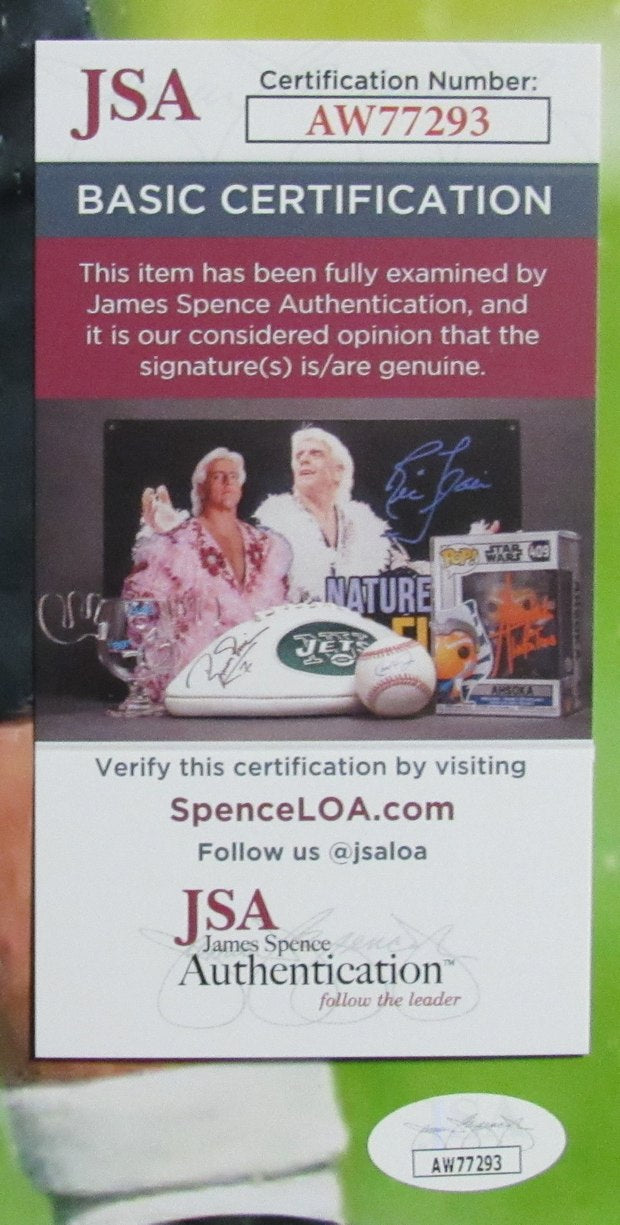 JSA
Certification Number:
AW77293
BASIC CERTIFICATION
This item has been fully examined by
James Spence Authentication, and
it is our considered opinion that the
signature(s) is/are genuine.
NATURE
JETS
POP!
STAR
WARS
409
AHSOKA
Verify this certification by visiting
SpenceLOA.com
Follow us @jsaloa
JSA
James Spence
Authentication™
follow the leader
AW77293